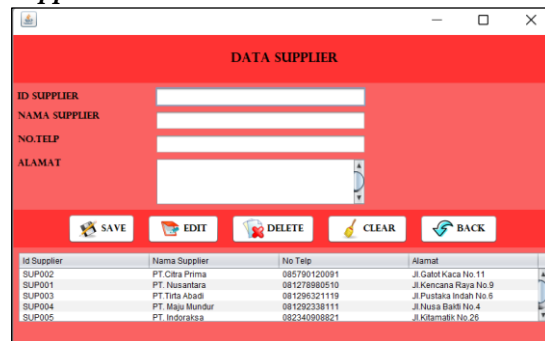 DATA SUPPLIER
ID SUPPLIER
NAMA SUPPLIER
NO.TELP
ALAMAT
SAVE EDIT DELETE CLEAR BACK
Id Supplier Nama Supplier No Telp Alamat
SUP002 PT.Citra Prima 085790120091 Jl.Gatot Kaca No.11
SUP001 PT. Nusantara 081278980510 Jl.Kencana Raya No.9
SUP003 PT.Tirta Abadi 081296321119 Jl.Pustaka Indah No.6
SUP004 PT. Maju Mundur 081292338111 Jl.Nusa Bakti No.4
SUP005 PT. Indoraksa 082340908821 Jl.Kitamatik No.26